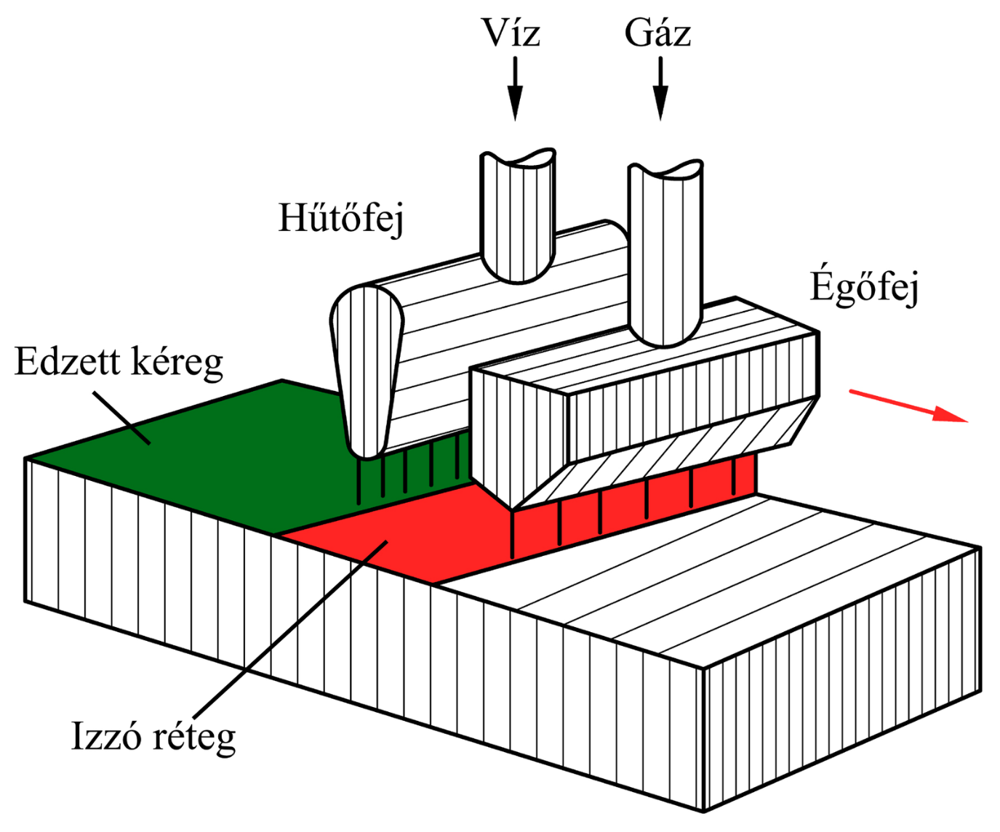 Víz
Gáz
Hűtőfej
Égőfej
Edzett kéreg
Izzó réteg